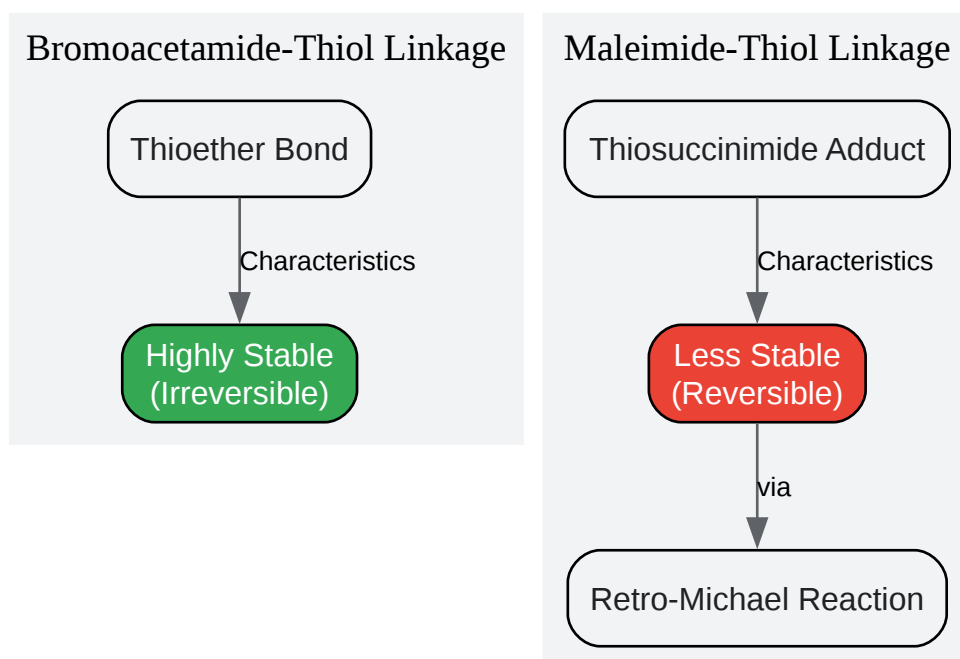 Bromoacetamide-Thiol Linkage
Thioether Bond
Characteristics
Highly Stable
(Irreversible)
Maleimide-Thiol Linkage
Thiosuccinimide Adduct
Characteristics
Less Stable
(Reversible)
via
Retro-Michael Reaction